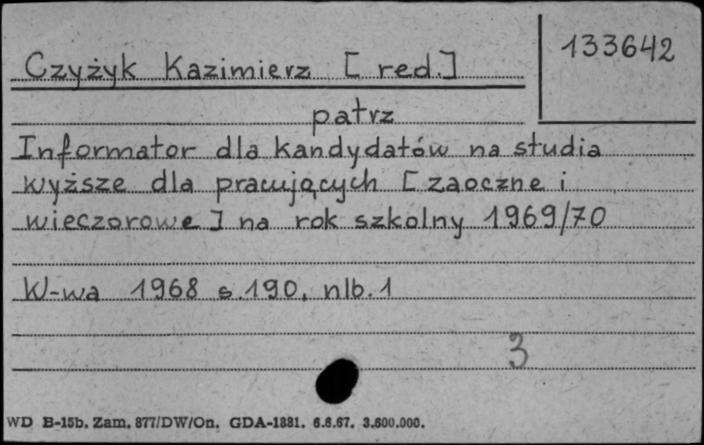 133642
Czyżyk Kazimierz [ red.]
patrz
Informator dla kandydatów na studia
wyższe dla pracujących [ zaoczne i
wieczorowe ] na rok szkolny 1969/70
W-wa 1968 s.190, nlb.1
3
WD B-15b. Zam. 877/DW/On. GDA-1881. 6.6.67. 3.600.000.